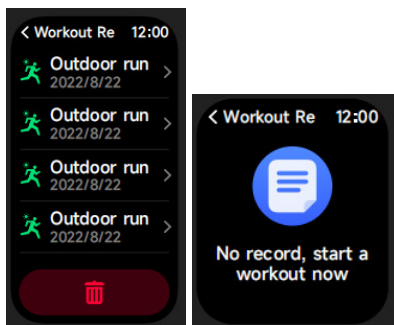 < Workout Re 12:00
Outdoor run
2022/8/22
Outdoor run
2022/8/22
Outdoor run
2022/8/22
Outdoor run
2022/8/22
< Workout Re 12:00
No record, start a
workout now